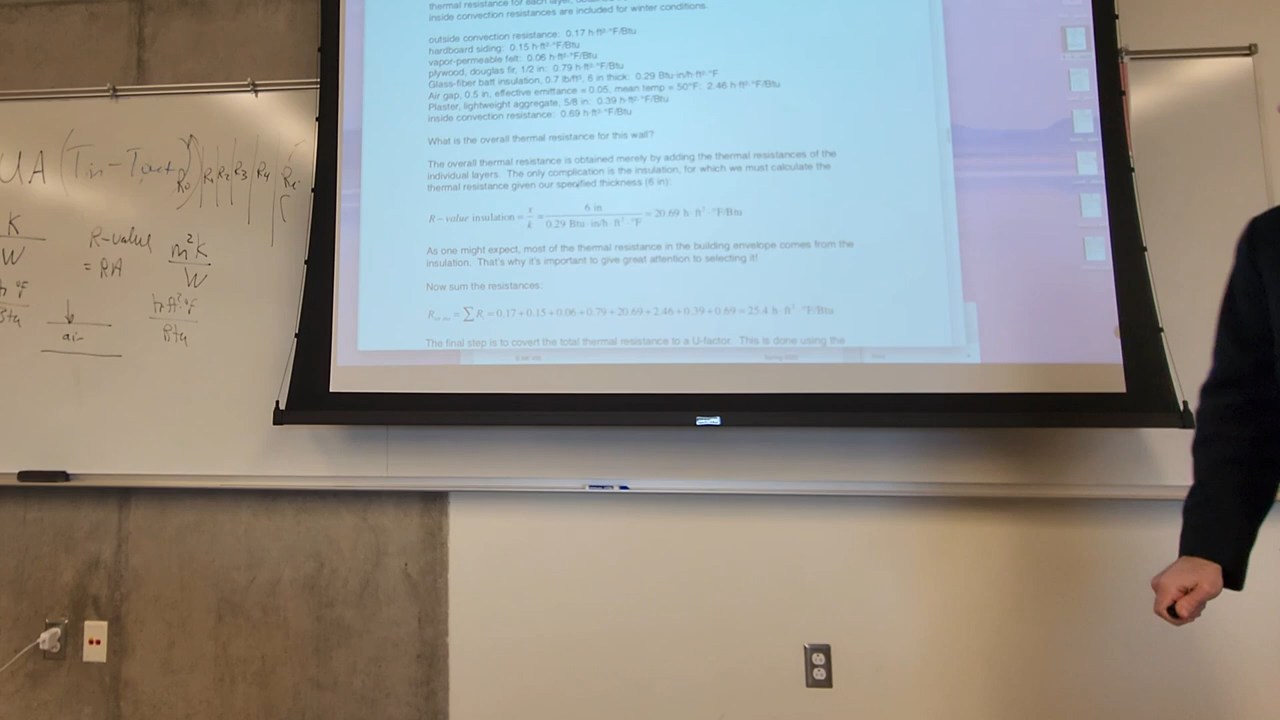 thermal resistance for each layer,
inside convection resistances are included for winter conditions.
outside convection resistance: 0.17 h·ft²·°F/Btu
hardboard siding: 0.15 h·ft²·°F/Btu
vapor-permeable felt: 0.06 h·ft²·°F/Btu
plywood, douglas fir, 1/2 in: 0.79 h·ft²·°F/Btu
Glass-fiber batt insulation, 0.7 lb/ft³, 6 in thick: 0.29 Btu·in/h·ft²·°F
Air gap, 0.5 in, effective emittance = 0.05, mean temp = 50°F: 2.46 h·ft²·°F/Btu
Plaster, lightweight aggregate, 5/8 in: 0.39 h·ft²·°F/Btu
inside convection resistance: 0.69 h·ft²·°F/Btu
What is the overall thermal resistance for this wall?
The overall thermal resistance is obtained merely by adding the thermal resistances of the
individual layers. The only complication is the insulation, for which we must calculate the
thermal resistance given our specified thickness (6 in):
R – value insulation = x/k = 6 in / 0.29 Btu·in/h·ft²·°F = 20.69 h·ft²·°F/Btu
As one might expect, most of the thermal resistance in the building envelope comes from the
insulation. That's why it's important to give great attention to selecting it!
Now sum the resistances:
= ∑ R = 0.17 + 0.15 + 0.06 + 0.79 + 20.69 + 2.46 + 0.39 + 0.69 = 25.4 h·ft²·°F/Btu
The final step is to covert the total thermal resistance to a U-factor. This is done using the
UA (Tin - Tout)
R0 R1 R2 R3 R4 Ri
K/W
R-value
= RA
m²K/W
°F
Btu
h ft² °F
Btu
air